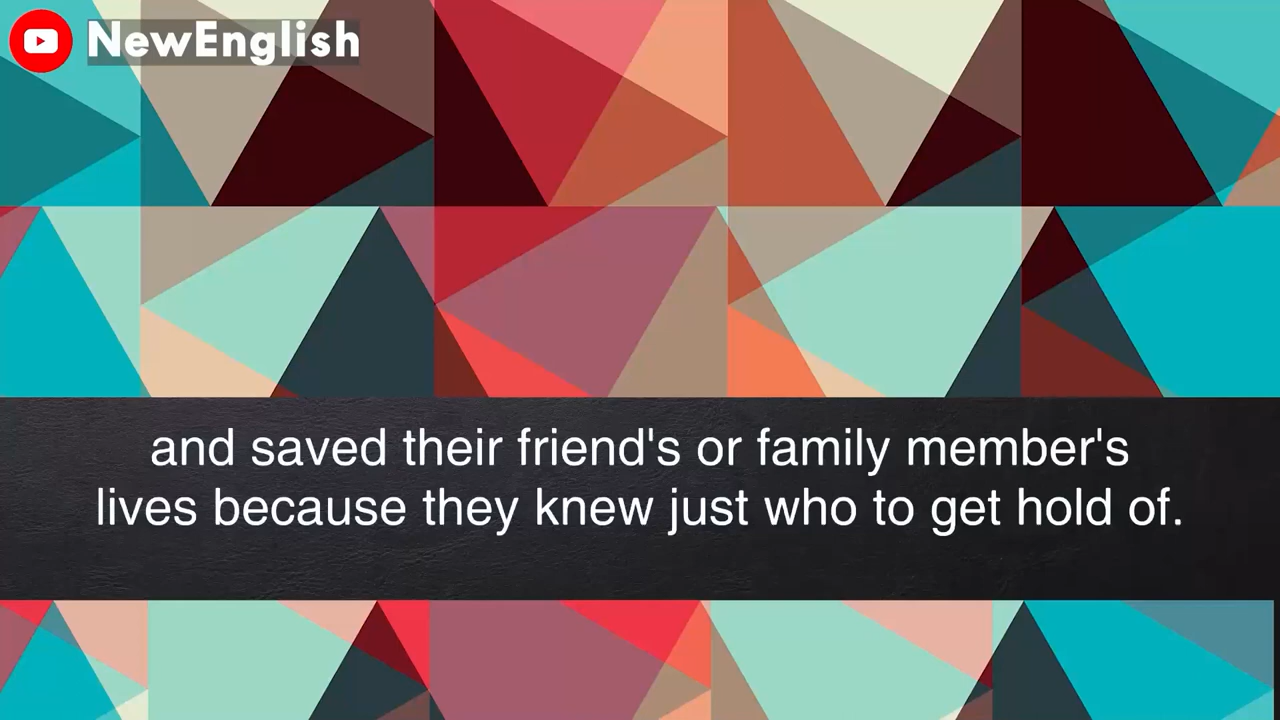 NewEnglish
and saved their friend's or family member's
lives because they knew just who to get hold of.